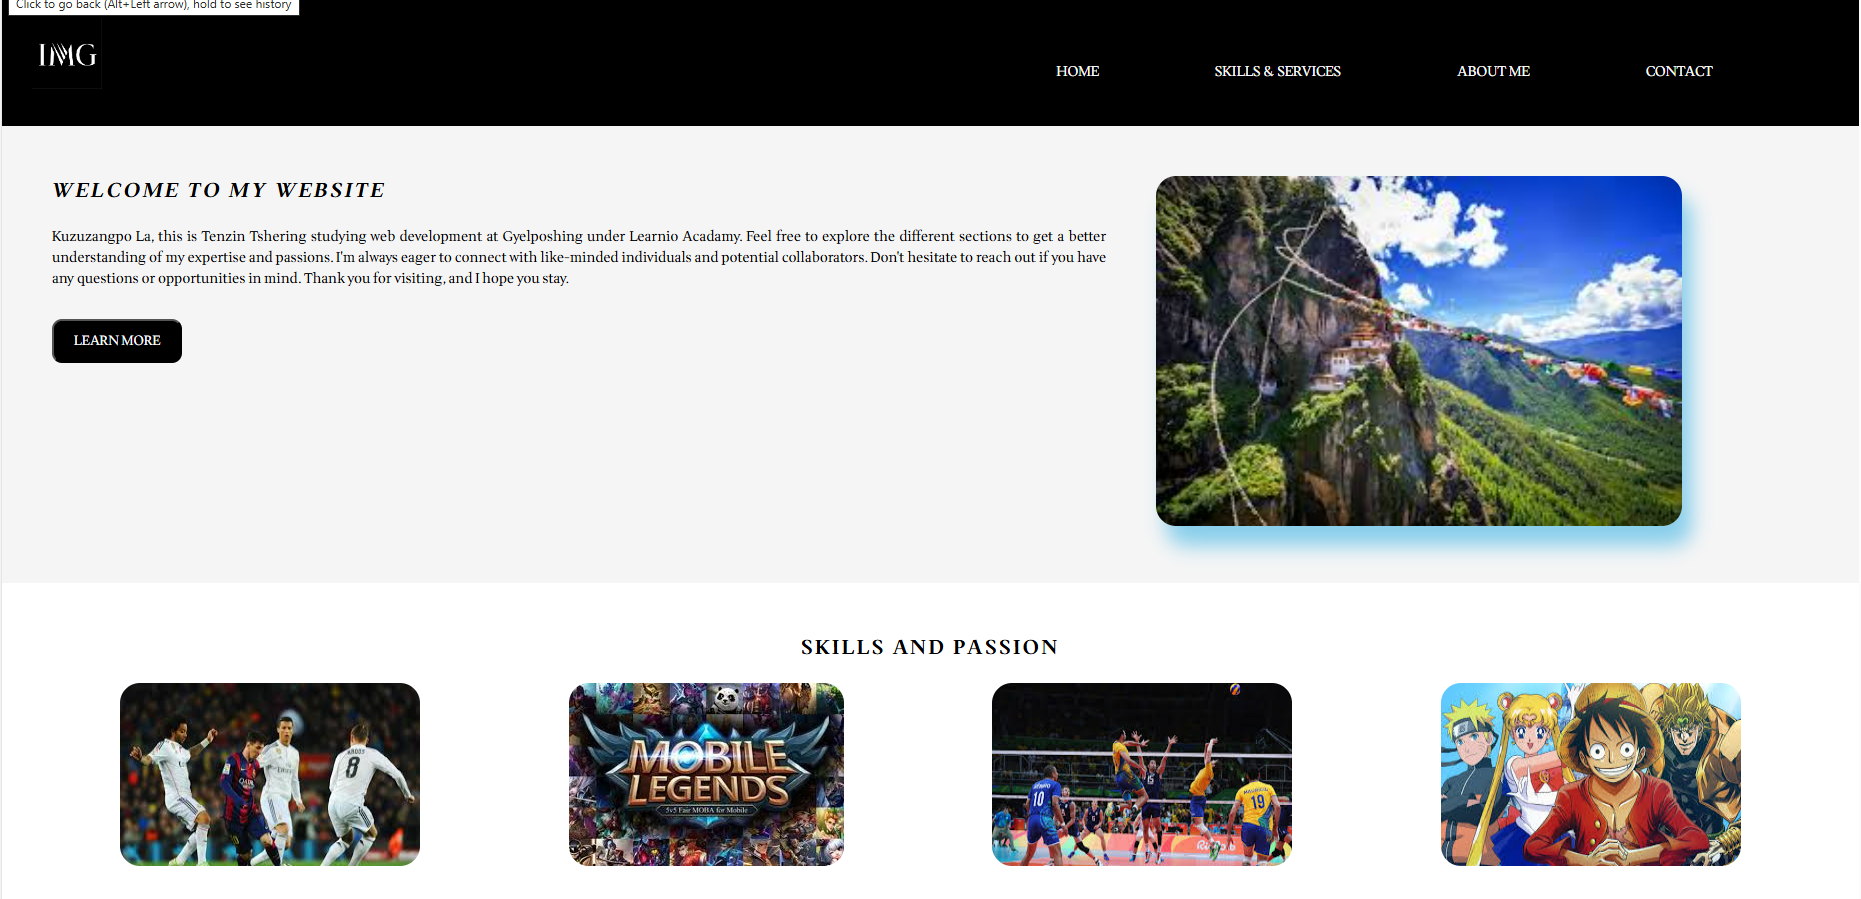 Click to go back (Alt+Left arrow), hold to see history
IMG
HOME SKILLS & SERVICES ABOUT ME CONTACT
WELCOME TO MY WEBSITE
Kuzuzangpo La, this is Tenzin Tshering studying web development at Gyelposhing under Learnio Acadamy. Feel free to explore the different sections to get a better
understanding of my expertise and passions. I'm always eager to connect with like-minded individuals and potential collaborators. Don't hesitate to reach out if you have
any questions or opportunities in mind. Thank you for visiting, and I hope you stay.
LEARN MORE
SKILLS AND PASSION
8
MOBILE
LEGENDS
5v5 Fair MOBA for Mobile
10
15
19